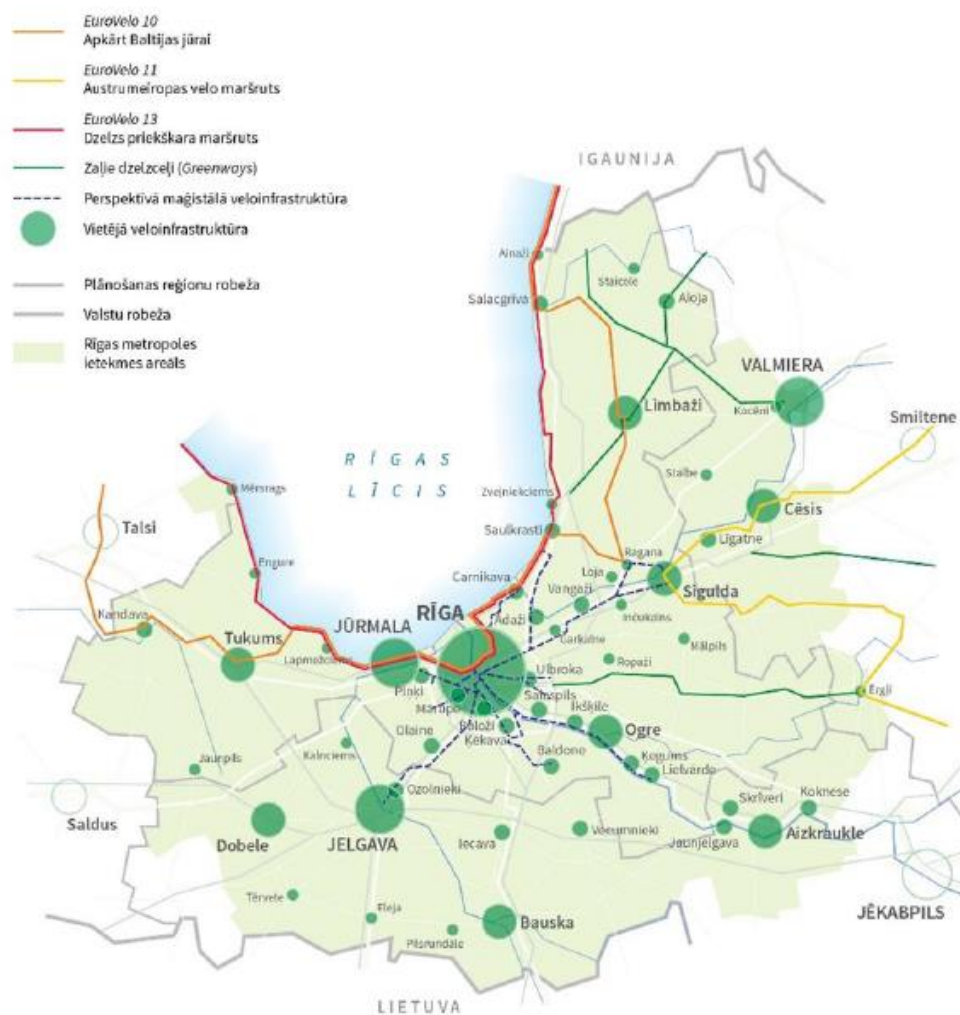 EuroVelo 10
Apkārt Baltijas jūrai
EuroVelo 11
Austrumeiropas velo maršruts
EuroVelo 13
Dzelzs priekškara maršruts
Zaļie dzelzceļi (Greenways)
Perspektīvā maģistālā veloinfrastruktūra
Vietējā veloinfrastruktūra
Plānošanas reģionu robeža
Valstu robeža
Rīgas metropoles
ietekmes areāls
IGAUNIJA
Ainaži
Staicele
Salacgrīva
Aloja
VALMIERA
Limbaži
Kocēni
Smiltene
RĪGAS
LĪCIS
Stalbe
Mērsrags
Zvejniekciems
Cēsis
Talsi
Saulkrasti
Līgatne
Ragana
Engure
Carnikava
Loja
Sigulda
Vangaži
RĪGA
Inčukalns
Kandava
JŪRMALA
Ādaži
Garkalne
Tukums
Mālpils
Lapmežciems
Ropaži
Ulbroka
Piņķi
Ērgļi
Mārupe
Salaspils
Ikšķile
Baloži
Olaine
Ķekava
Ogre
Kalnciems
Baldone
Jaunpils
Ķegums
Lielvārde
Ozolnieki
Skrīveri
Koknese
Saldus
Dobele
JELGAVA
Iecava
Vecumnieki
Jaunjelgava
Aizkraukle
Tērvete
Eleja
Bauska
JĒKABPILS
Pilsrundāle
LIETUVA